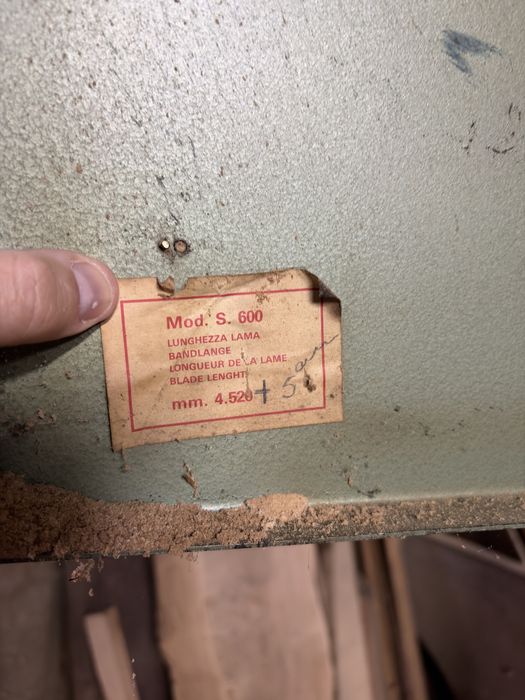 Mod. S. 600
LUNGHEZZA LAMA
BANDLANGE
LONGUEUR DE LA LAME
BLADE LENGHT
mm. 4.520 + 5